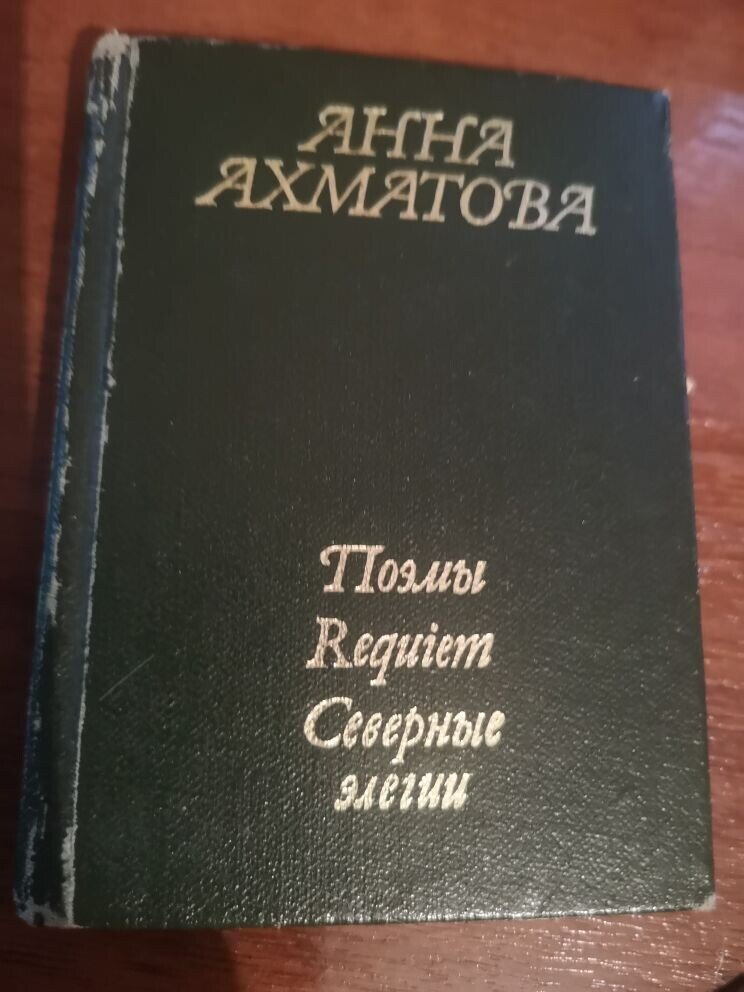 АННА
АХМАТОВА
Поэмы
Requiem
Северные
элегии